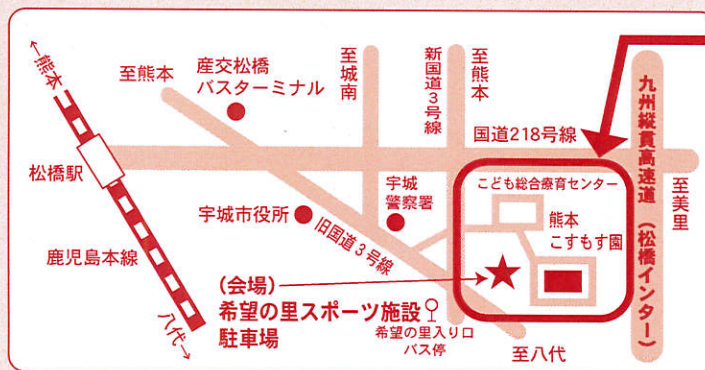 ←熊本
至熊本
産交松橋
バスターミナル
至城南
新国道3号線
至熊本
国道218号線
九州縦貫高速道（松橋インター）
至美里
松橋駅
鹿児島本線
八代→
宇城市役所
宇城
警察署
旧国道3号線
こども総合療育センター
熊本
こすもす園
(会場)
希望の里スポーツ施設
駐車場
希望の里入り口
バス停
至八代